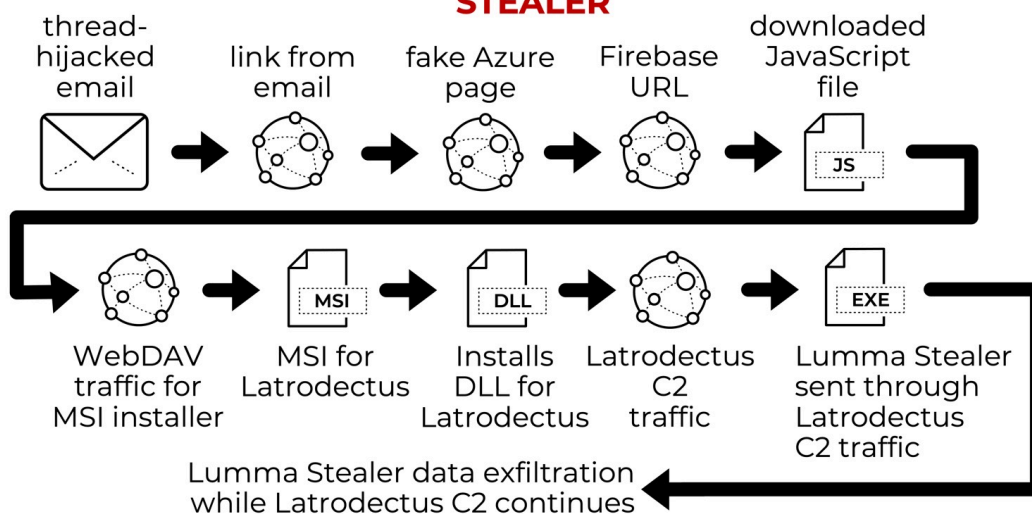 STEALER
thread-
hijacked
email
link from
email
fake Azure
page
Firebase
URL
downloaded
JavaScript
file
JS
MSI
DLL
EXE
WebDAV
traffic for
MSI installer
MSI for
Latrodectus
Installs
DLL for
Latrodectus
Latrodectus
C2
traffic
Lumma Stealer
sent through
Latrodectus
C2 traffic
Lumma Stealer data exfiltration
while Latrodectus C2 continues